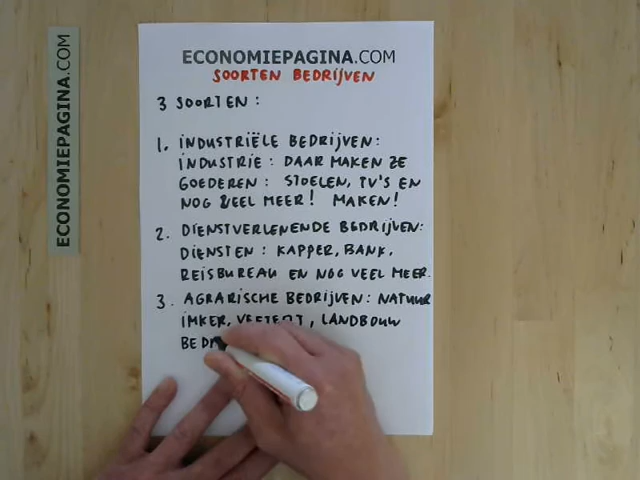 ECONOMIEPAGINA.COM
ECONOMIEPAGINA.COM
SOORTEN BEDRIJVEN
3 SOORTEN:
1. INDUSTRIËLE BEDRIJVEN:
INDUSTRIE: DAAR MAKEN ZE
GOEDEREN: STOELEN, TV'S EN
NOG VEEL MEER! MAKEN!
2. DIENSTVERLENENDE BEDRIJVEN:
DIENSTEN: KAPPER, BANK,
REISBUREAU EN NOG VEEL MEER.
3. AGRARISCHE BEDRIJVEN: NATUUR
IMKER, LANDBOUW